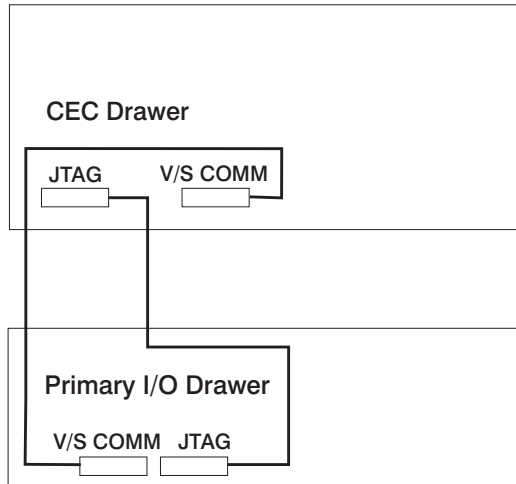 CEC Drawer
JTAG V/S COMM
Primary I/O Drawer
V/S COMM JTAG